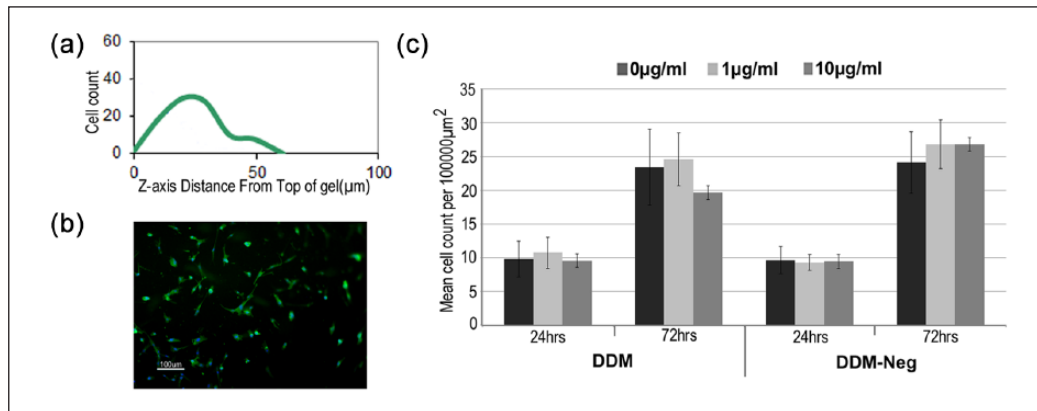 (a)
60
40
20
0
Cell count
0
50
100
Z-axis Distance From Top of gel(µm)
(b)
100um
(c)
0µg/ml 1µg/ml 10µg/ml
35
30
25
20
15
10
5
0
Mean cell count per 100000µm²
24hrs 72hrs 24hrs 72hrs
DDM DDM-Neg